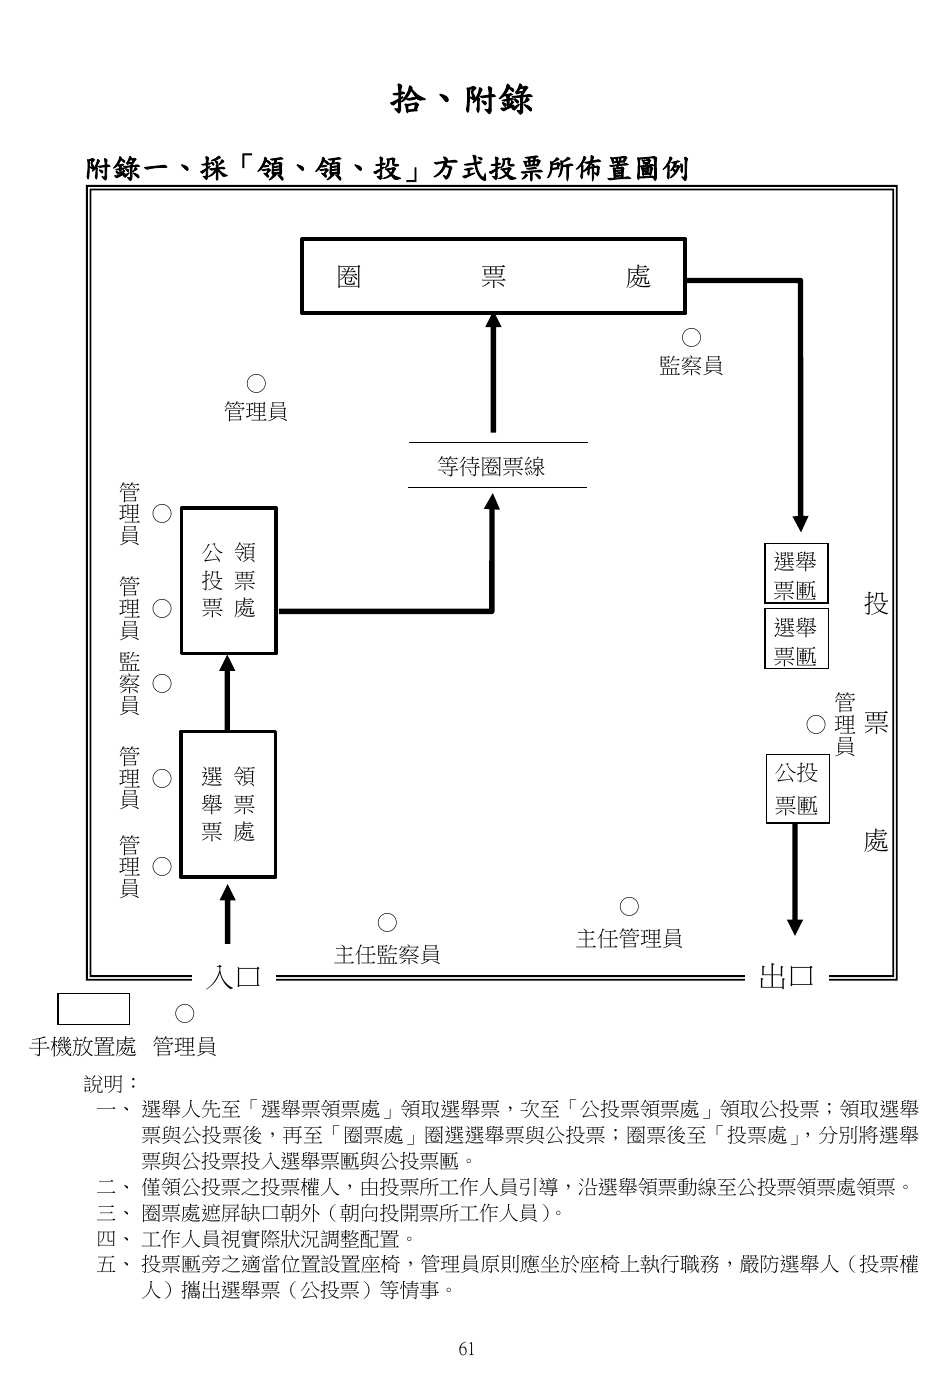 拾、附錄
附錄一、採「領、領、投」方式投票所佈置圖例
圈票處
監察員
管理員
等待圈票線
管理員
公投票
領票處
管理員
監察員
選舉票匭
選舉票匭
投票處
管理員
公投票匭
管理員
選舉票
領票處
管理員
主任監察員
主任管理員
入口
出口
手機放置處
管理員
說明：
一、選舉人先至「選舉票領票處」領取選舉票，次至「公投票領票處」領取公投票；領取選舉
票與公投票後，再至「圈票處」圈選選舉票與公投票；圈票後至「投票處」，分別將選舉
票與公投票投入選舉票匭與公投票匭。
二、僅領公投票之投票權人，由投票所工作人員引導，沿選舉領票動線至公投票領票處領票。
三、圈票處遮屏缺口朝外（朝向投開票所工作人員）。
四、工作人員視實際狀況調整配置。
五、投票匭旁之適當位置設置座椅，管理員原則應坐於座椅上執行職務，嚴防選舉人（投票權
人）攜出選舉票（公投票）等情事。
61